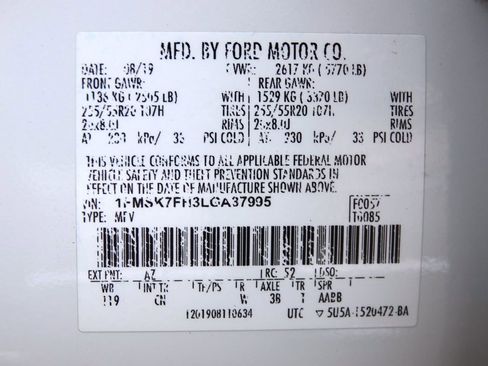 MFD. BY FORD MOTOR CO.
DATE: 08/19 GVWR: 2617 KG ( 5770 LB)
FRONT GAWR: REAR GAWR:
1136 KG ( 2505 LB) WITH 1529 KG ( 3370 LB) WITH
255/55R20 107H TIRES 255/55R20 107H TIRES
20x8.0J RIMS 20x8.0J RIMS
AT 230 kPa/ 33 PSI COLD AT 230 kPa/ 33 PSI COLD
THIS VEHICLE CONFORMS TO ALL APPLICABLE FEDERAL MOTOR
VEHICLE SAFETY AND THEFT PREVENTION STANDARDS IN
EFFECT ON THE DATE OF MANUFACTURE SHOWN ABOVE.
VIN: 1FMSK7FH3LGA37995
TYPE: MPV
EXT PNT: AZ RC: 52 DSO:
WB INT TR TP/PS R AXLE TR SPR
119 CN W 3B T AABB
1201908110634 UTC ▽ 5U5A-1520472-BA